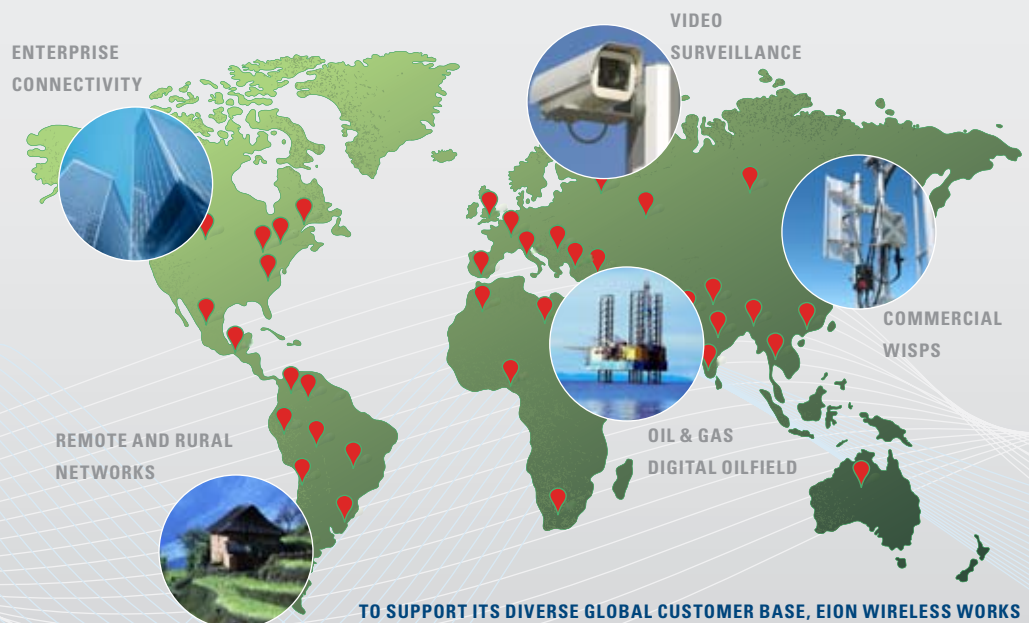 ENTERPRISE
CONNECTIVITY
VIDEO
SURVEILLANCE
COMMERCIAL
WISPS
REMOTE AND RURAL
NETWORKS
OIL & GAS
DIGITAL OILFIELD
TO SUPPORT ITS DIVERSE GLOBAL CUSTOMER BASE, EION WIRELESS WORKS